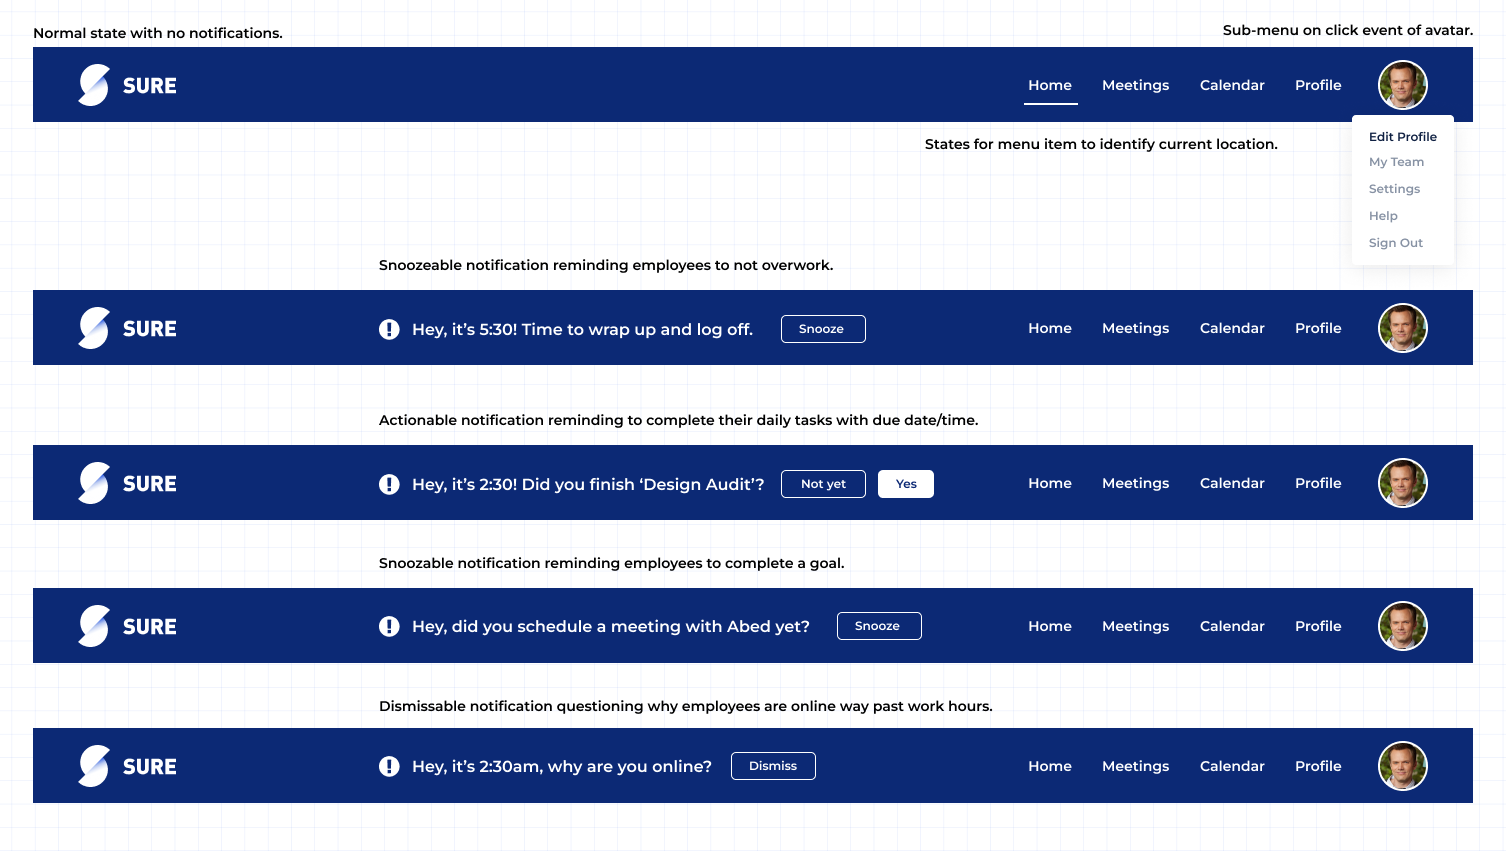 Normal state with no notifications.
Sub-menu on click event of avatar.
SURE
Home Meetings Calendar Profile
Edit Profile
States for menu item to identify current location.
My Team
Settings
Help
Sign Out
Snoozeable notification reminding employees to not overwork.
SURE
Hey, it’s 5:30! Time to wrap up and log off. Snooze
Home Meetings Calendar Profile
Actionable notification reminding to complete their daily tasks with due date/time.
SURE
Hey, it’s 2:30! Did you finish ‘Design Audit’? Not yet Yes
Home Meetings Calendar Profile
Snoozable notification reminding employees to complete a goal.
SURE
Hey, did you schedule a meeting with Abed yet? Snooze
Home Meetings Calendar Profile
Dismissable notification questioning why employees are online way past work hours.
SURE
Hey, it’s 2:30am, why are you online? Dismiss
Home Meetings Calendar Profile